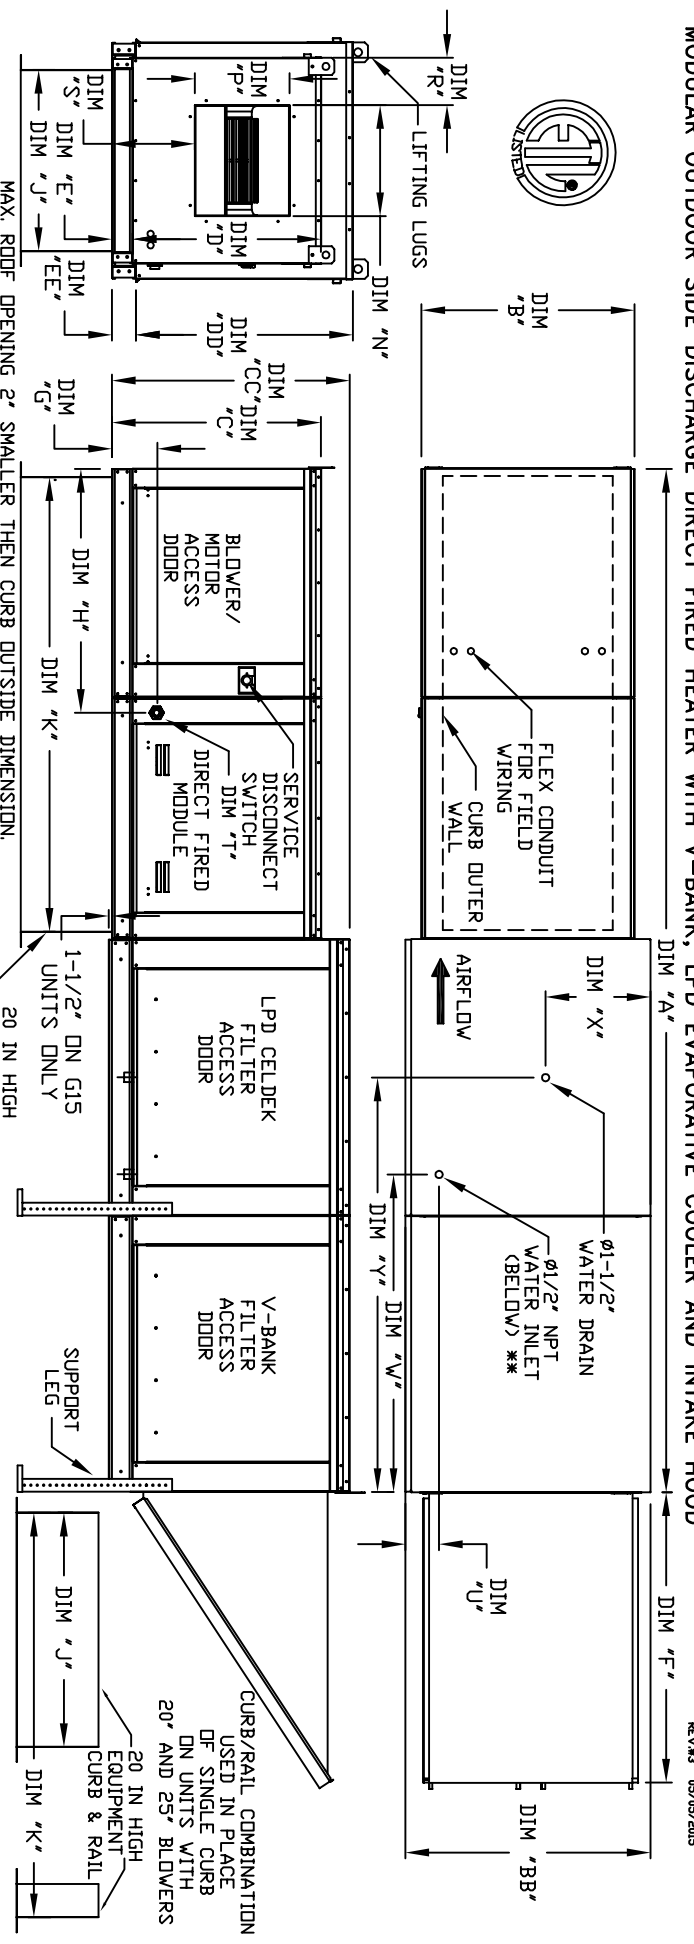 MODULAR OUTDOOR SIDE DISCHARGE DIRECT FIRED HEATER WITH V-BANK, LPD EVAPORATIVE COOLER AND INTAKE HOOD
REV.#3 05/05/2015
LISTED
DIM "A"
DIM "F"
DIM
"B"
FLEX CONDUIT
FOR FIELD
WIRING
CURB OUTER
WALL
AIRFLOW
DIM "X"
Ø1-1/2"
WATER DRAIN
Ø1/2" NPT
WATER INLET
(BELOW) **
DIM
"U"
DIM "BB"
DIM "W"
DIM "Y"
DIM
"R"
LIFTING LUGS
DIM "N"
DIM
"P"
DIM
"S"
DIM "J"
DIM "E"
DIM
"D"
DIM
"EE"
DIM
"DD"
DIM
"CC"
DIM
"C"
DIM
"G"
BLOWER/
MOTOR
ACCESS
DOOR
SERVICE
DISCONNECT
SWITCH
DIM "T"
DIRECT FIRED
MODULE
LPD CELDEK
FILTER
ACCESS
DOOR
V-BANK
FILTER
ACCESS
DOOR
DIM "H"
DIM "K"
1-1/2" ON G15
UNITS ONLY
SUPPORT
LEG
20 IN HIGH
MAX. ROOF OPENING 2" SMALLER THEN CURB OUTSIDE DIMENSION.
CURB/RAIL COMBINATION
USED IN PLACE
OF SINGLE CURB
ON UNITS WITH
20" AND 25" BLOWERS
20 IN HIGH
EQUIPMENT
CURB & RAIL
DIM "J"
DIM "K"